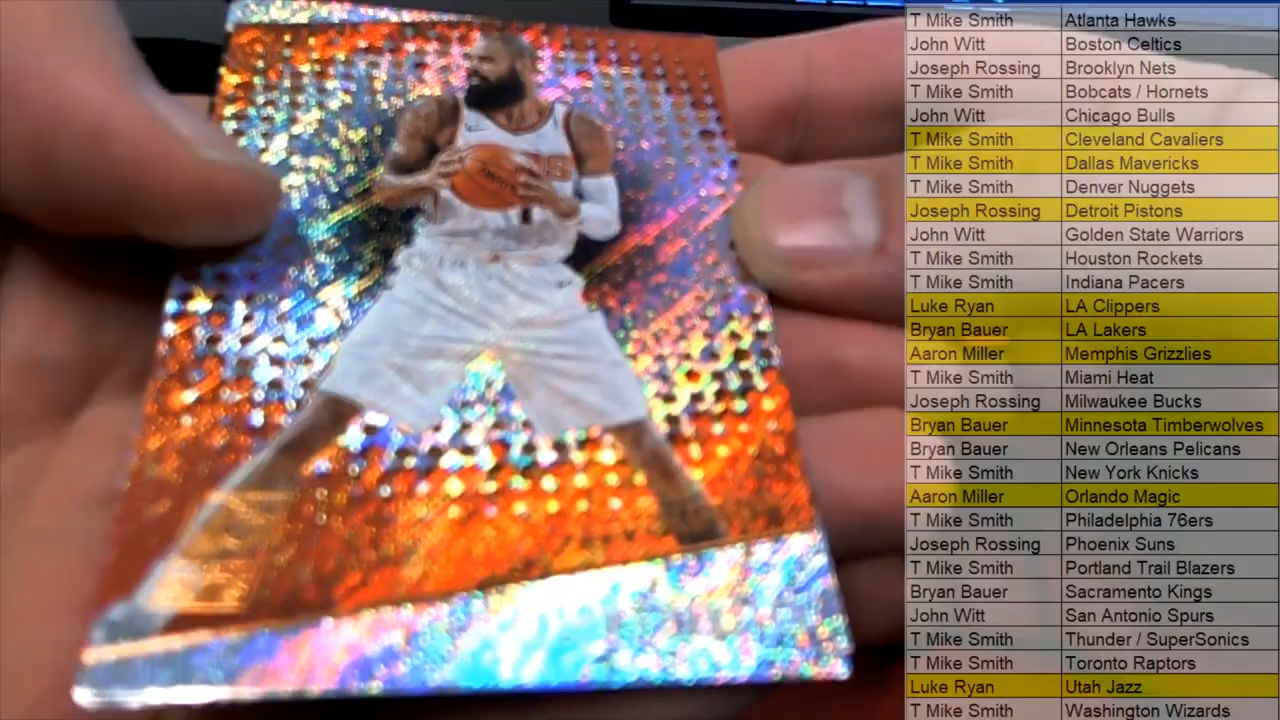 T Mike Smith Atlanta Hawks
John Witt Boston Celtics
Joseph Rossing Brooklyn Nets
T Mike Smith Bobcats / Hornets
John Witt Chicago Bulls
T Mike Smith Cleveland Cavaliers
T Mike Smith Dallas Mavericks
T Mike Smith Denver Nuggets
Joseph Rossing Detroit Pistons
John Witt Golden State Warriors
T Mike Smith Houston Rockets
T Mike Smith Indiana Pacers
Luke Ryan LA Clippers
Bryan Bauer LA Lakers
Aaron Miller Memphis Grizzlies
T Mike Smith Miami Heat
Joseph Rossing Milwaukee Bucks
Bryan Bauer Minnesota Timberwolves
Bryan Bauer New Orleans Pelicans
T Mike Smith New York Knicks
Aaron Miller Orlando Magic
T Mike Smith Philadelphia 76ers
Joseph Rossing Phoenix Suns
T Mike Smith Portland Trail Blazers
Bryan Bauer Sacramento Kings
John Witt San Antonio Spurs
T Mike Smith Thunder / SuperSonics
T Mike Smith Toronto Raptors
Luke Ryan Utah Jazz
T Mike Smith Washington Wizards